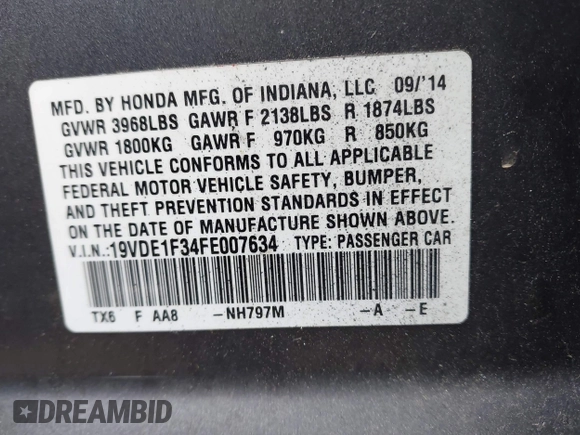 MFD. BY HONDA MFG. OF INDIANA, LLC 09/'14
GVWR 3968LBS GAWR F 2138LBS R 1874LBS
GVWR 1800KG GAWR F 970KG R 850KG
THIS VEHICLE CONFORMS TO ALL APPLICABLE
FEDERAL MOTOR VEHICLE SAFETY, BUMPER,
AND THEFT PREVENTION STANDARDS IN EFFECT
ON THE DATE OF MANUFACTURE SHOWN ABOVE.
V.I.N.:19VDE1F34FE007634 TYPE: PASSENGER CAR
TX6 F AA8 -NH797M -A -E
DREAMBID